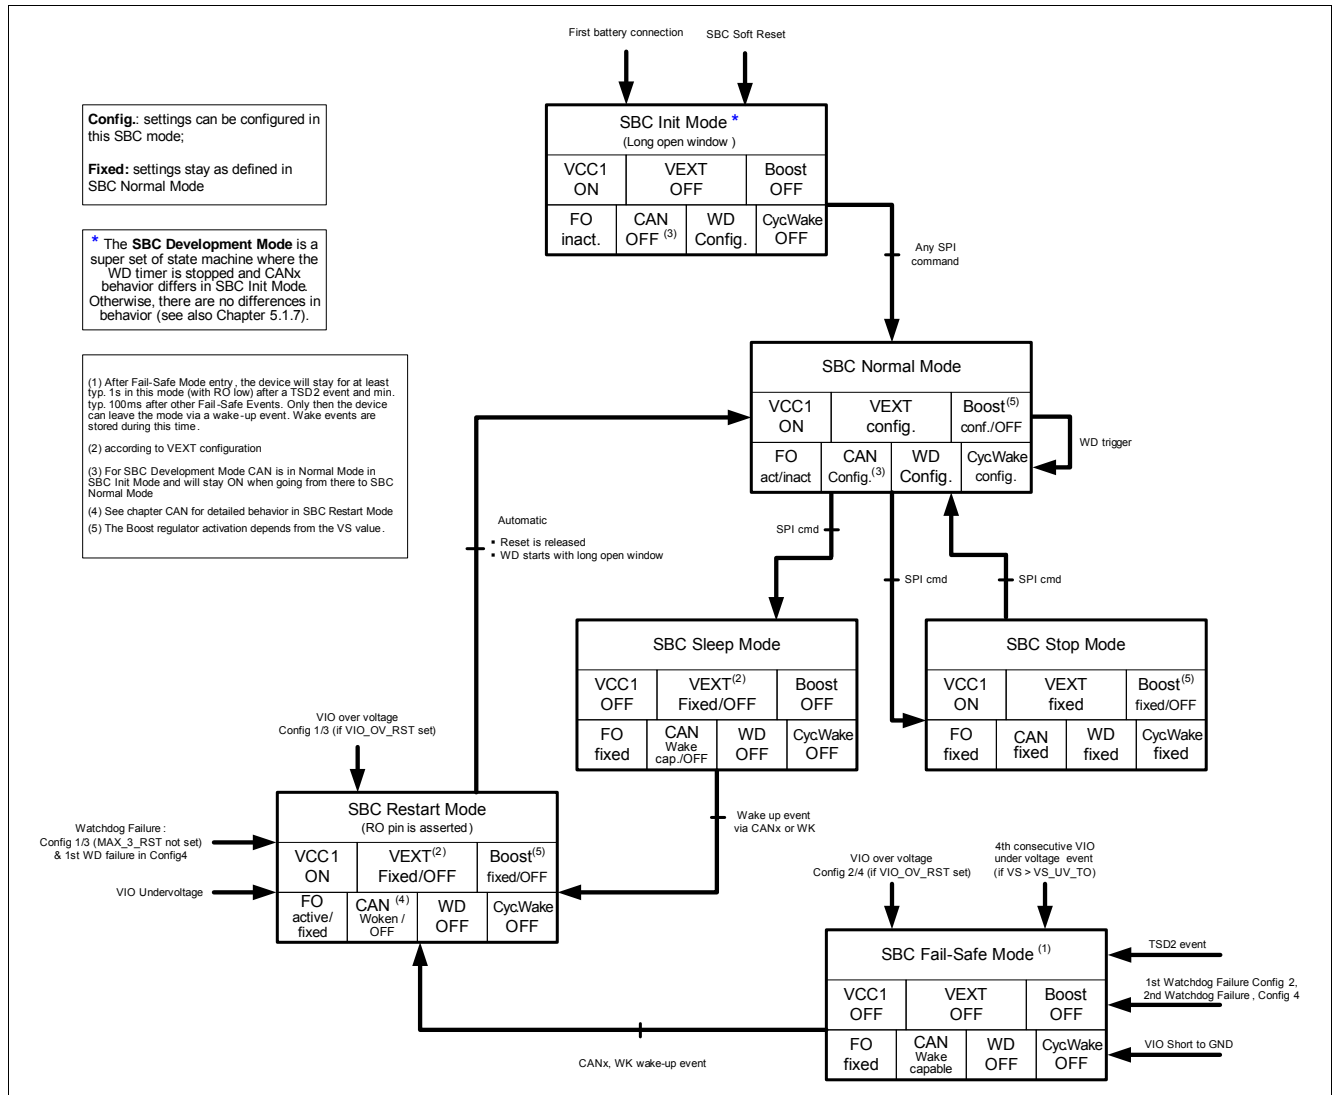 First battery connection
SBC Soft Reset
Config.: settings can be configured in
this SBC mode;
Fixed: settings stay as defined in
SBC Normal Mode
* The SBC Development Mode is a
super set of state machine where the
WD timer is stopped and CANx
behavior differs in SBC Init Mode.
Otherwise, there are no differences in
behavior (see also Chapter 5.1.7).
(1) After Fail-Safe Mode entry, the device will stay for at least
typ. 1s in this mode (with RO low) after a TSD2 event and min.
typ. 100ms after other Fail-Safe Events. Only then the device
can leave the mode via a wake-up event. Wake events are
stored during this time.
(2) according to VEXT configuration
(3) For SBC Development Mode CAN is in Normal Mode in
SBC Init Mode and will stay ON when going from there to SBC
Normal Mode
(4) See chapter CAN for detailed behavior in SBC Restart Mode
(5) The Boost regulator activation depends from the VS value.
SBC Init Mode *
(Long open window )
VCC1
ON
VEXT
OFF
Boost
OFF
FO
inact.
CAN
OFF (3)
WD
Config.
Cyc.Wake
OFF
Any SPI
command
SBC Normal Mode
VCC1
ON
VEXT
config.
Boost(5)
conf./OFF
FO
act/inact
CAN
Config.(3)
WD
Config.
Cyc.Wake
config.
WD trigger
Automatic
▪ Reset is released
▪ WD starts with long open window
SPI cmd
SPI cmd
SPI cmd
SBC Sleep Mode
VCC1
OFF
VEXT(2)
Fixed/OFF
Boost
OFF
FO
fixed
CAN
Wake
cap./OFF
WD
OFF
Cyc.Wake
OFF
SBC Stop Mode
VCC1
ON
VEXT
fixed
Boost(5)
fixed/OFF
FO
fixed
CAN
fixed
WD
fixed
Cyc.Wake
fixed
VIO over voltage
Config 1/3 (if VIO_OV_RST set)
Watchdog Failure :
Config 1/3 (MAX_3_RST not set)
& 1st WD failure in Config4
VIO Undervoltage
SBC Restart Mode
(RO pin is asserted )
VCC1
ON
VEXT(2)
Fixed/OFF
Boost(5)
fixed/OFF
FO
active/
fixed
CAN (4)
Woken /
OFF
WD
OFF
Cyc.Wake
OFF
Wake up event
via CANx or WK
VIO over voltage
Config 2/4 (if VIO_OV_RST set)
4th consecutive VIO
under voltage event
(if VS > VS_UV_TO)
SBC Fail-Safe Mode (1)
VCC1
OFF
VEXT
OFF
Boost
OFF
FO
fixed
CAN
Wake
capable
WD
OFF
Cyc.Wake
OFF
TSD2 event
1st Watchdog Failure Config 2,
2nd Watchdog Failure , Config 4
VIO Short to GND
CANx, WK wake-up event